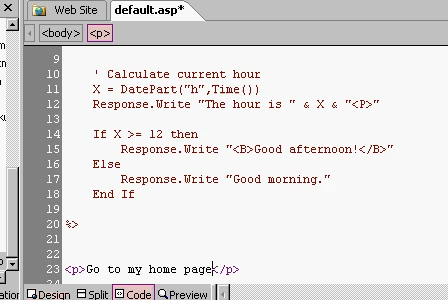 Web Site default.asp*
<body> <p>
9
10 ' Calculate current hour
11 X = DatePart("h",Time())
12 Response.Write "The hour is " & X & "<P>"
13
14 If X >= 12 then
15 Response.Write "<B>Good afternoon!</B>"
16 Else
17 Response.Write "Good morning."
18 End If
19
20 %>
21
22
23 <p>Go to my home page</p>
24
Design Split Code Preview